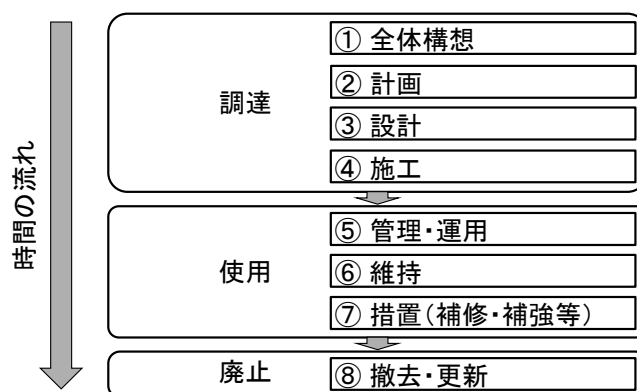 時間の流れ
調達
① 全体構想
② 計画
③ 設計
④ 施工
使用
⑤ 管理・運用
⑥ 維持
⑦ 措置(補修・補強等)
廃止
⑧ 撤去・更新